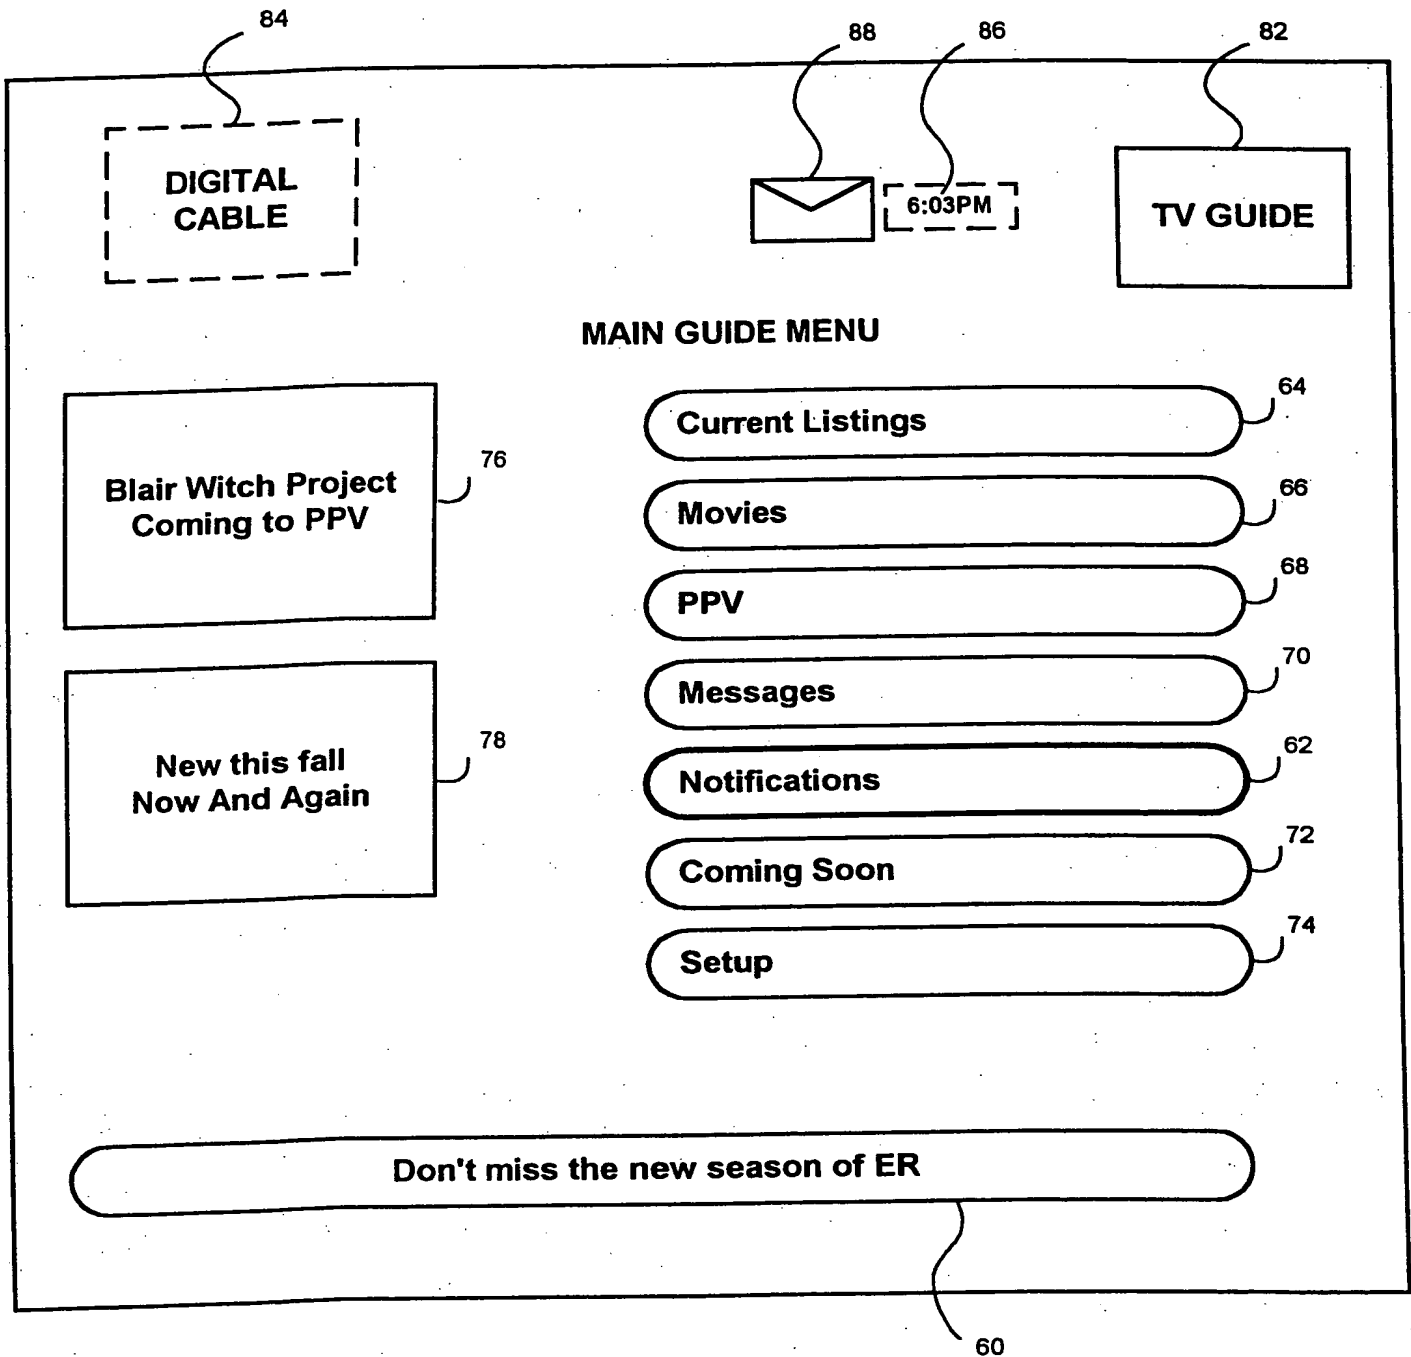 84
88
86
82
DIGITAL
CABLE
6:03PM
TV GUIDE
MAIN GUIDE MENU
Blair Witch Project
Coming to PPV
76
New this fall
Now And Again
78
Current Listings
64
Movies
66
PPV
68
Messages
70
Notifications
62
Coming Soon
72
Setup
74
Don't miss the new season of ER
60